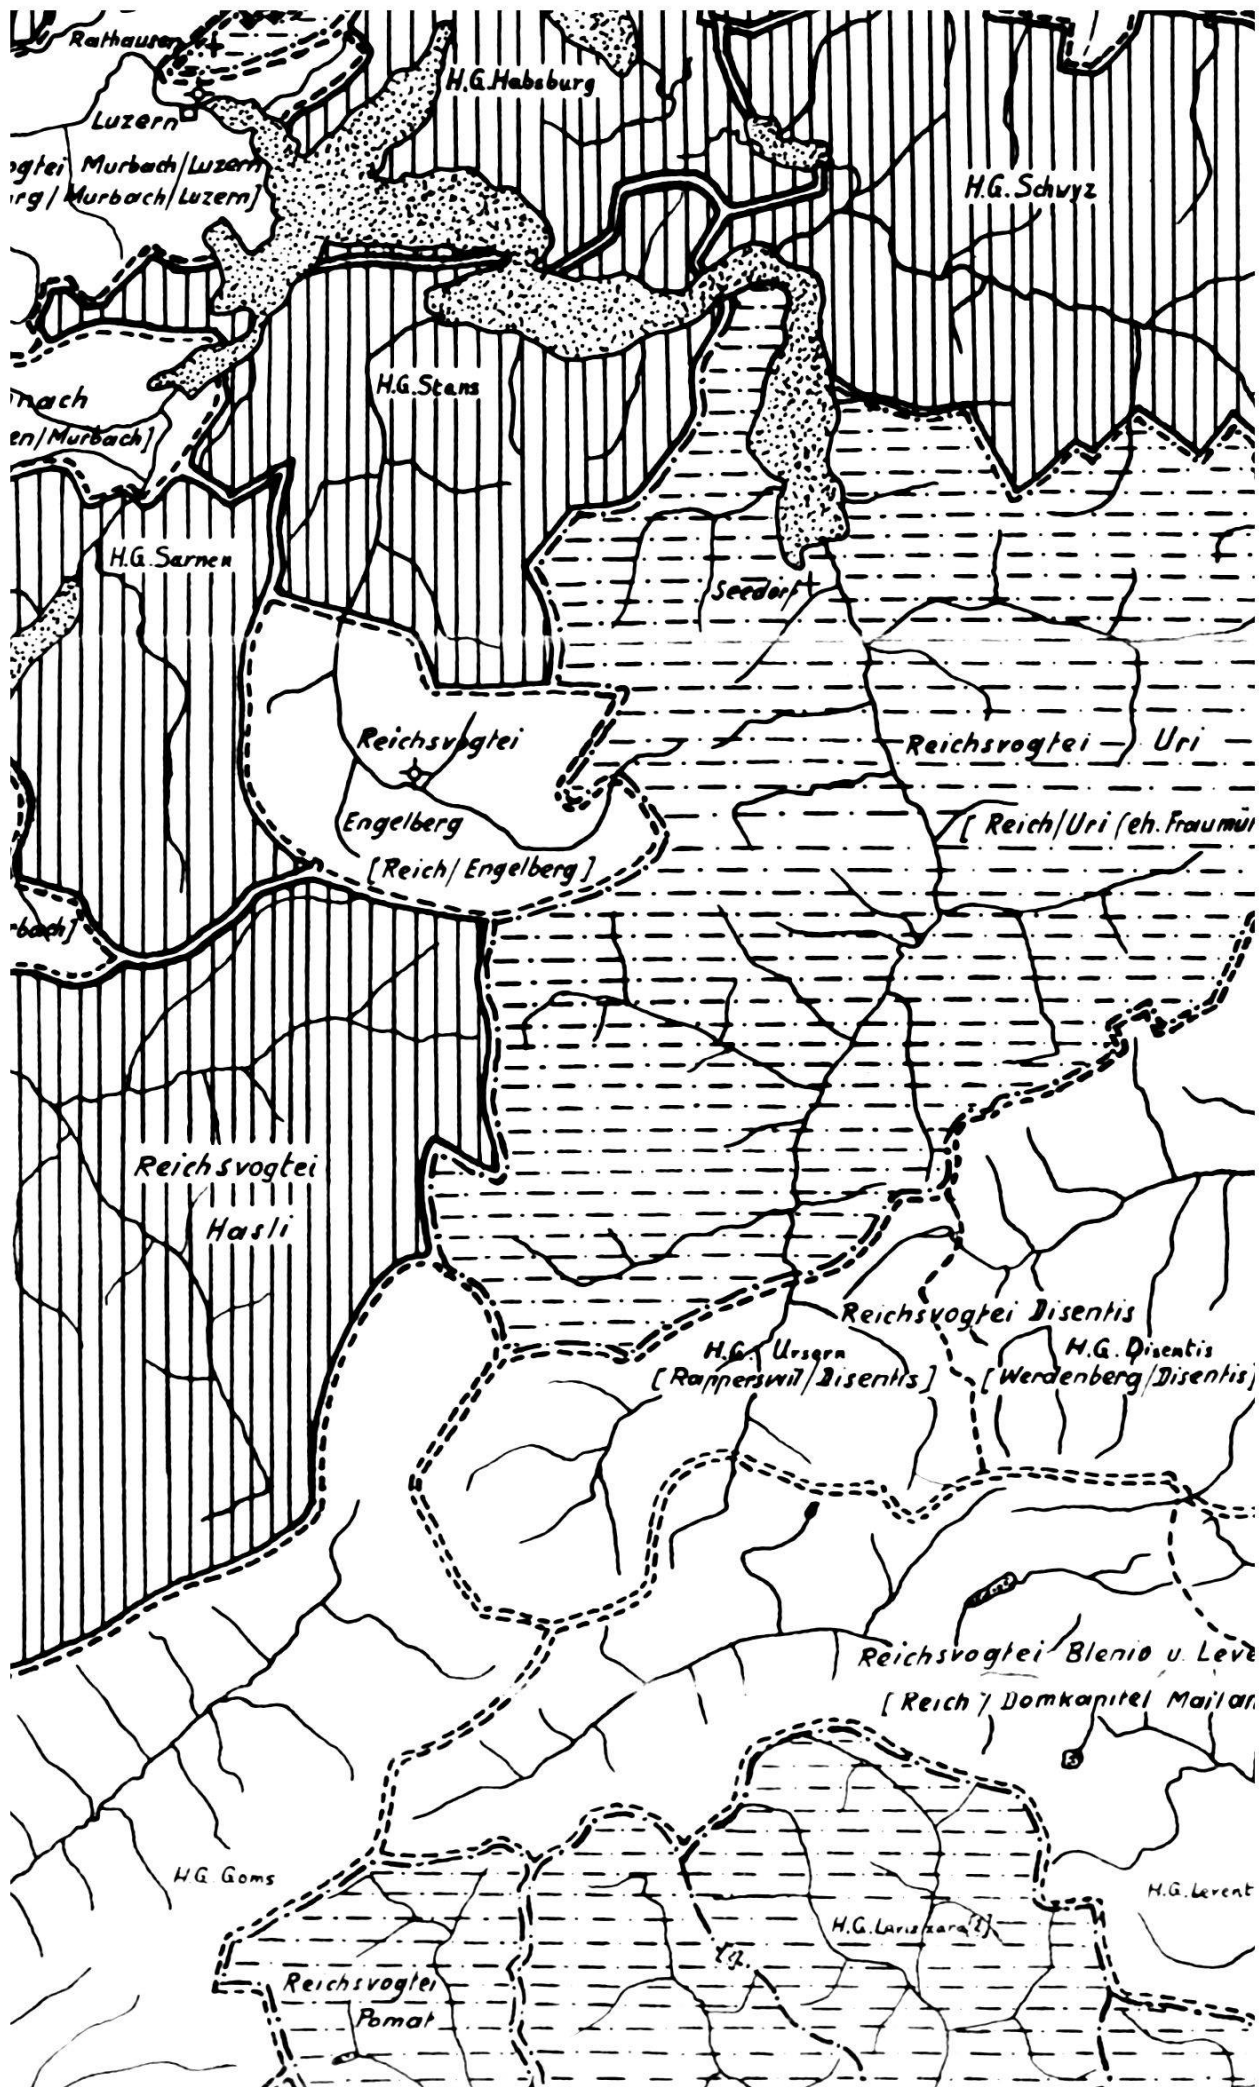 Rathausen
H.G. Habsburg
Luzern
ogtei Murbach/Luzern
rg/Murbach/Luzern]
H.G. Schwyz
H.G. Stans
nach
en/Murbach]
H.G. Sarnen
Seedorf
Reichsvogtei
Engelberg
[Reich/Engelberg]
Reichsvogtei Uri
[Reich/Uri (eh. Fraumün
rbach]
Reichsvogtei
Hasli
Reichsvogtei Disentis
H.G. Ursern
[Rapperswil/Disentis]
H.G. Disentis
[Werdenberg/Disentis]
Reichsvogtei Blenio u. Leve
[Reich/Domkapitel Mailan
H.G. Goms
H.G. Levent
Reichsvogtei
Pomat